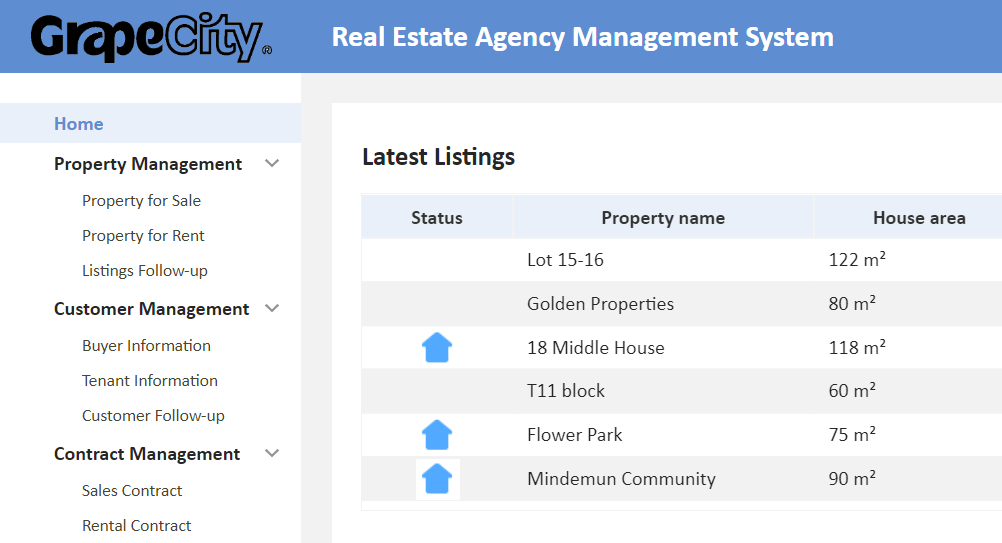 GrapeCity®
Real Estate Agency Management System
Home
Property Management
Property for Sale
Property for Rent
Listings Follow-up
Customer Management
Buyer Information
Tenant Information
Customer Follow-up
Contract Management
Sales Contract
Rental Contract
Latest Listings
Status Property name House area
Lot 15-16 122 m²
Golden Properties 80 m²
18 Middle House 118 m²
T11 block 60 m²
Flower Park 75 m²
Mindemun Community 90 m²